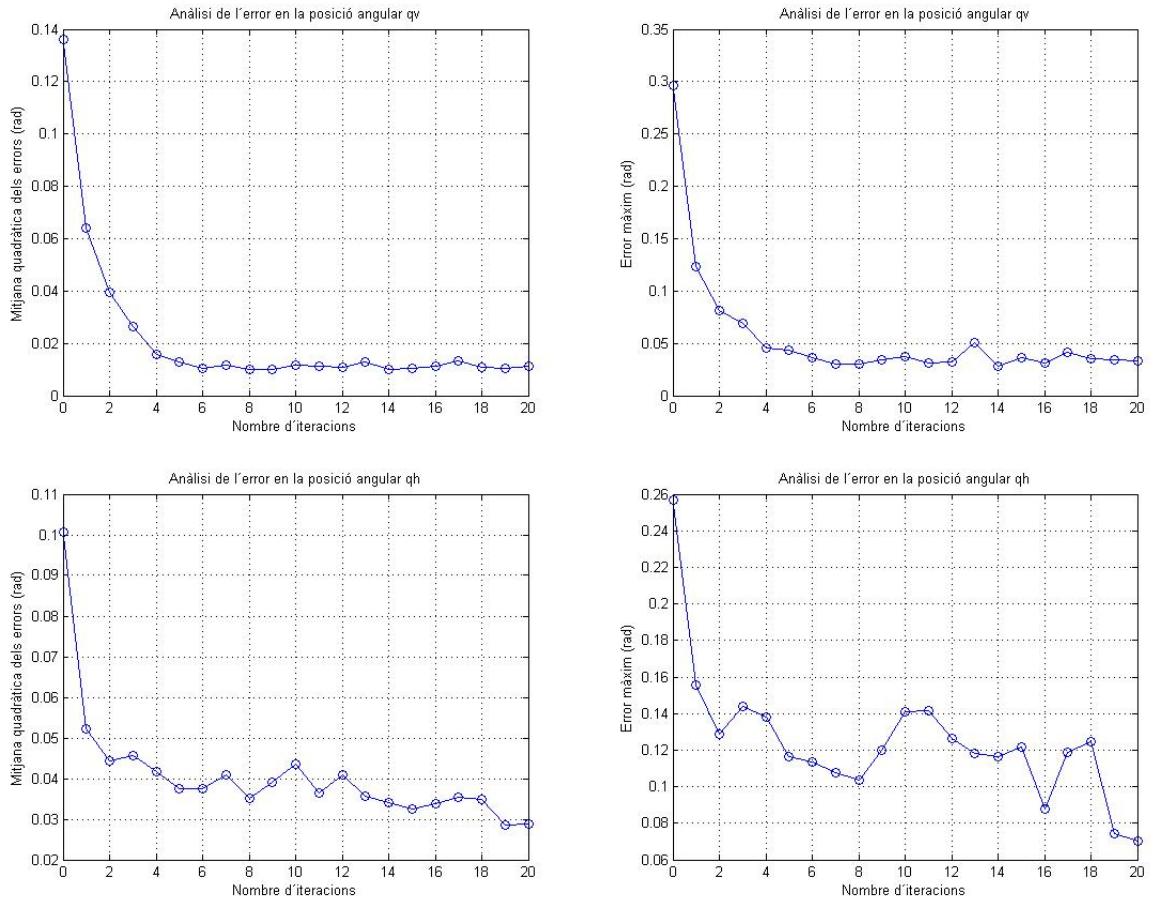 Anàlisi de l´error en la posició angular qv
Mitjana quadràtica dels errors (rad)
0.14
0.12
0.1
0.08
0.06
0.04
0.02
0
0 2 4 6 8 10 12 14 16 18 20
Nombre d´iteracions
Anàlisi de l´error en la posició angular qv
Error màxim (rad)
0.35
0.3
0.25
0.2
0.15
0.1
0.05
0
0 2 4 6 8 10 12 14 16 18 20
Nombre d´iteracions
Anàlisi de l´error en la posició angular qh
Mitjana quadràtica dels errors (rad)
0.11
0.1
0.09
0.08
0.07
0.06
0.05
0.04
0.03
0.02
0 2 4 6 8 10 12 14 16 18 20
Nombre d´iteracions
Anàlisi de l´error en la posició angular qh
Error màxim (rad)
0.26
0.24
0.22
0.2
0.18
0.16
0.14
0.12
0.1
0.08
0.06
0 2 4 6 8 10 12 14 16 18 20
Nombre d´iteracions